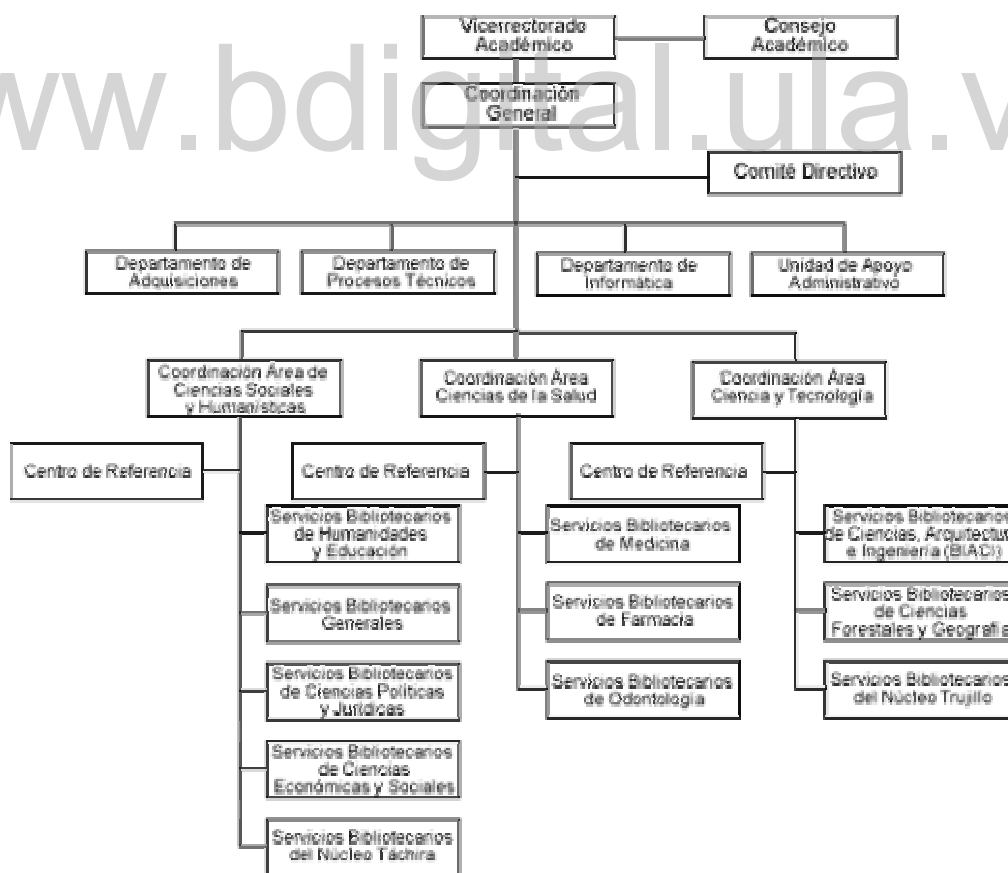 Vicerrectorado
Académico
Consejo
Académico
www.bdigital.ula.v
Coordinación
General
Comité Directivo
Departamento de
Adquisiciones
Departamento de
Procesos Técnicos
Departamento de
Informática
Unidad de Apoyo
Administrativo
Coordinación Área de
Ciencias Sociales
y Humanísticas
Coordinación Área
Ciencias de la Salud
Coordinación Área
Ciencia y Tecnología
Centro de Referencia
Centro de Referencia
Centro de Referencia
Servicios Bibliotecarios
de Humanidades
y Educación
Servicios Bibliotecarios
Generales
Servicios Bibliotecarios
de Ciencias Políticas
y Jurídicas
Servicios Bibliotecarios
de Ciencias
Económicas y Sociales
Servicios Bibliotecarios
del Núcleo Táchira
Servicios Bibliotecarios
de Medicina
Servicios Bibliotecarios
de Farmacia
Servicios Bibliotecarios
de Odontología
Servicios Bibliotecarios
de Ciencias, Arquitectur
e Ingeniería (BIACI)
Servicios Bibliotecarios
de Ciencias
Forestales y Geografía
Servicios Bibliotecarios
del Núcleo Trujillo